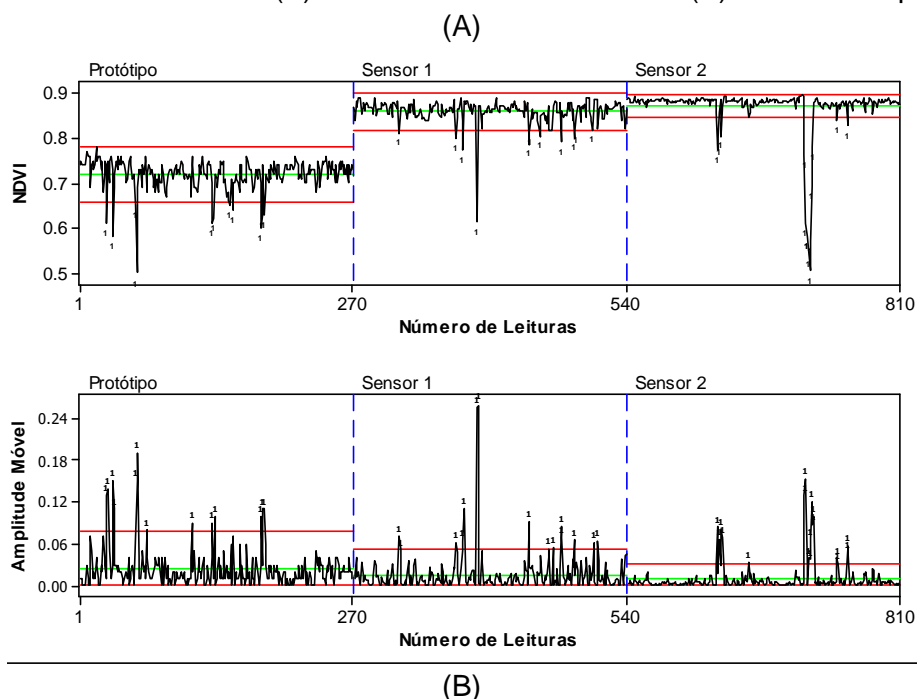 (A)
Protótipo Sensor 1 Sensor 2
NDVI
0.9
0.8
0.7
0.6
0.5
1 270 540 810
Número de Leituras
Protótipo Sensor 1 Sensor 2
Amplitude Móvel
0.24
0.18
0.12
0.06
0.00
1 270 540 810
Número de Leituras
(B)